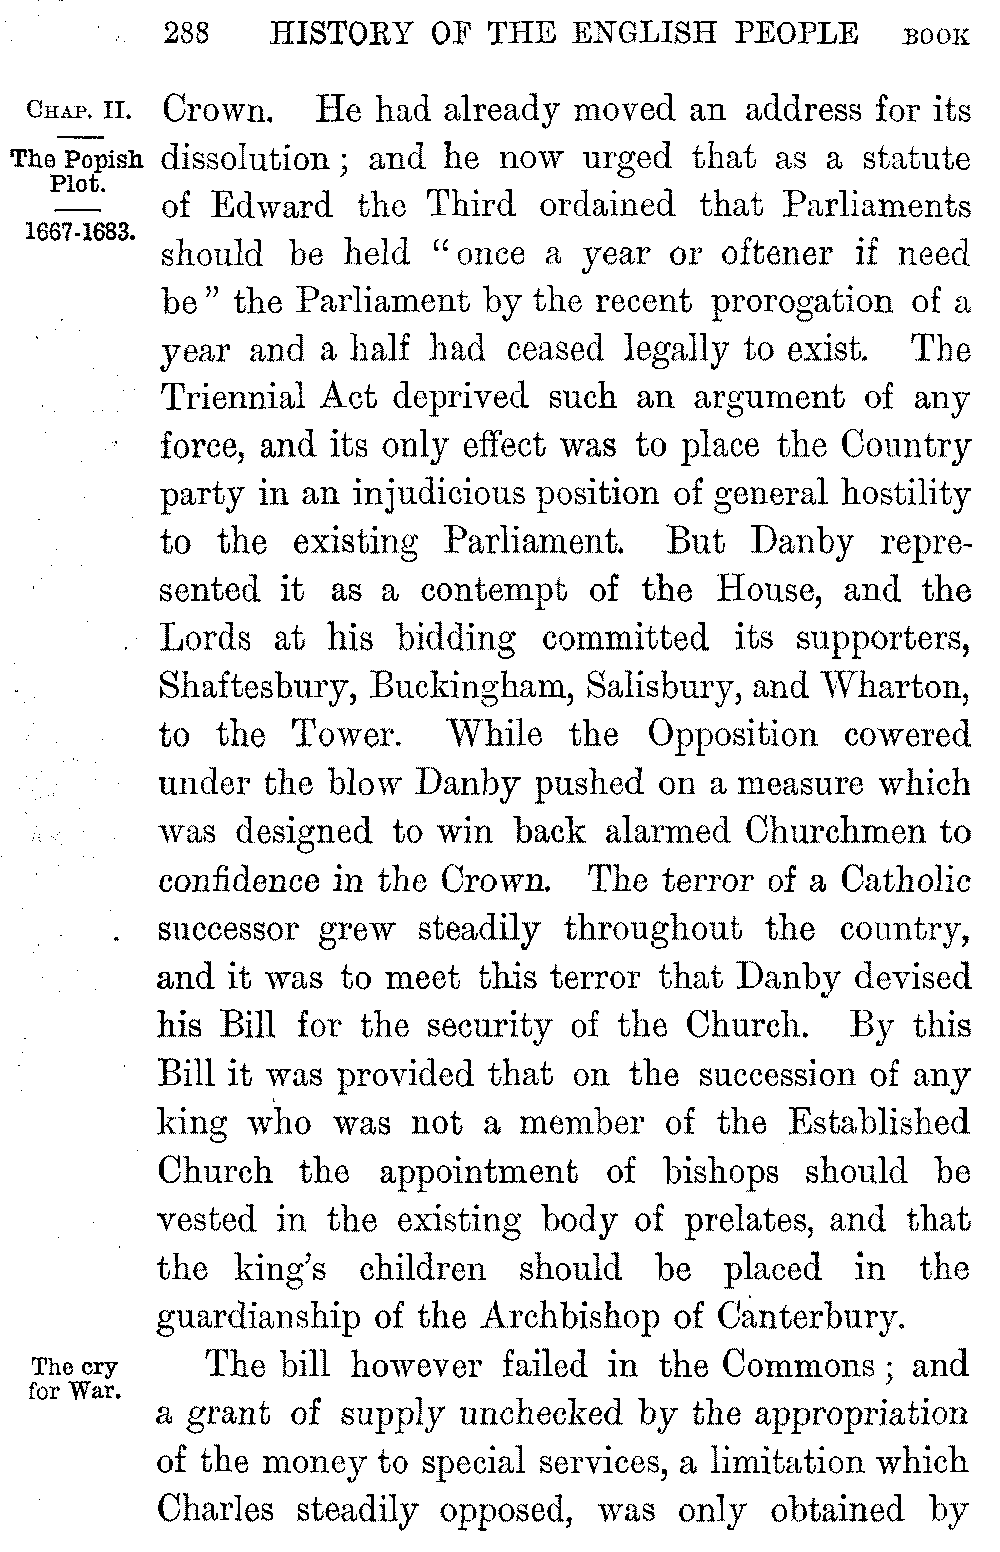 288 HISTORY OF THE ENGLISH PEOPLE BOOK
CHAP. II.
The Popish
Plot.
1667-1683.
Crown. He had already moved an address for its
dissolution; and he now urged that as a statute
of Edward the Third ordained that Parliaments
should be held "once a year or oftener if need
be" the Parliament by the recent prorogation of a
year and a half had ceased legally to exist. The
Triennial Act deprived such an argument of any
force, and its only effect was to place the Country
party in an injudicious position of general hostility
to the existing Parliament. But Danby repre-
sented it as a contempt of the House, and the
Lords at his bidding committed its supporters,
Shaftesbury, Buckingham, Salisbury, and Wharton,
to the Tower. While the Opposition cowered
under the blow Danby pushed on a measure which
was designed to win back alarmed Churchmen to
confidence in the Crown. The terror of a Catholic
successor grew steadily throughout the country,
and it was to meet this terror that Danby devised
his Bill for the security of the Church. By this
Bill it was provided that on the succession of any
king who was not a member of the Established
Church the appointment of bishops should be
vested in the existing body of prelates, and that
the king's children should be placed in the
guardianship of the Archbishop of Canterbury.
The cry
for War.
The bill however failed in the Commons; and
a grant of supply unchecked by the appropriation
of the money to special services, a limitation which
Charles steadily opposed, was only obtained by